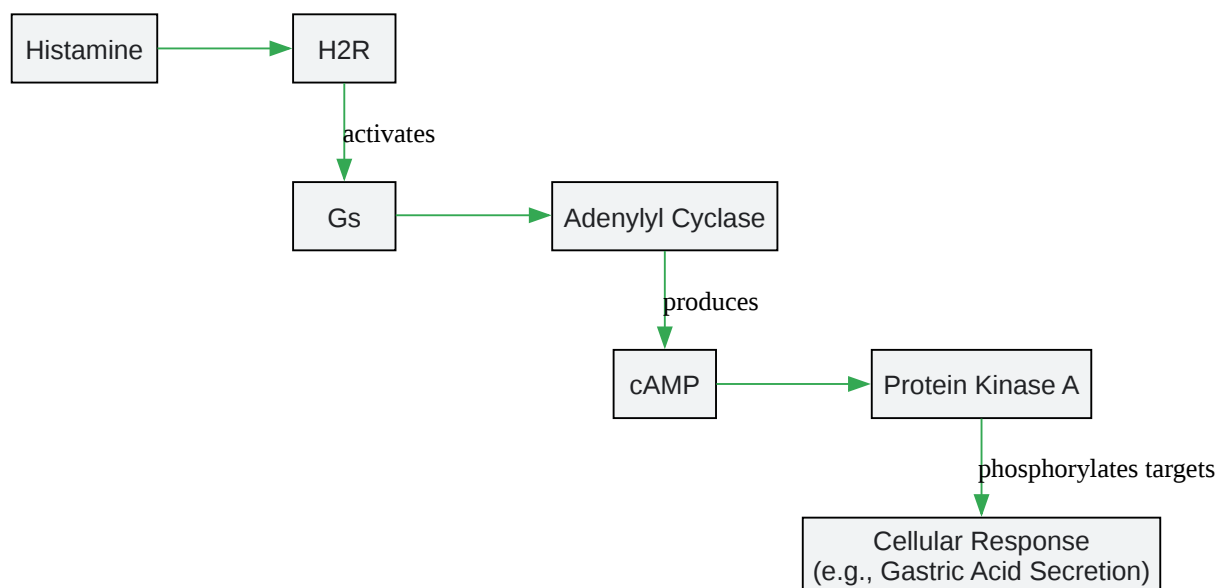 Histamine
H2R
activates
Gs
Adenylyl Cyclase
produces
cAMP
Protein Kinase A
phosphorylates targets
Cellular Response
(e.g., Gastric Acid Secretion)